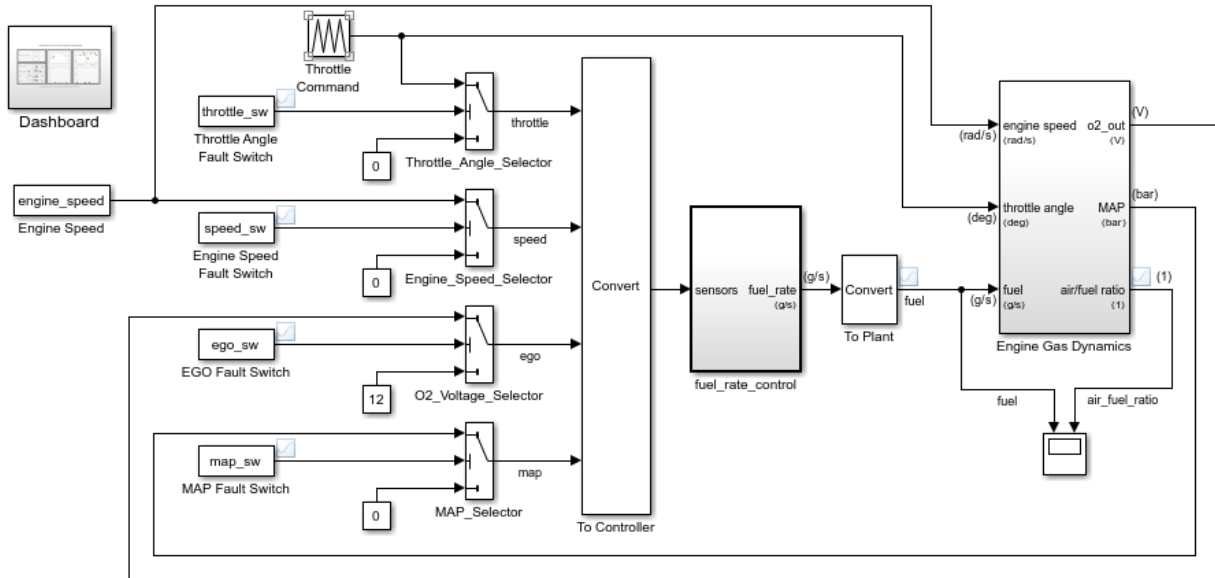 Dashboard
Throttle
Command
throttle_sw
Throttle Angle
Fault Switch
0
throttle
Throttle_Angle_Selector
engine_speed
Engine Speed
speed_sw
Engine Speed
Fault Switch
0
speed
Engine_Speed_Selector
ego_sw
EGO Fault Switch
12
ego
O2_Voltage_Selector
map_sw
MAP Fault Switch
0
map
MAP_Selector
Convert
To Controller
sensors
fuel_rate
(g/s)
(g/s)
fuel_rate_control
Convert
fuel
To Plant
(rad/s)
engine speed
(rad/s)
o2_out
(V)
(V)
(deg)
throttle angle
(deg)
MAP
(bar)
(bar)
(g/s)
fuel
(g/s)
air/fuel ratio
(1)
(1)
Engine Gas Dynamics
fuel
air_fuel_ratio